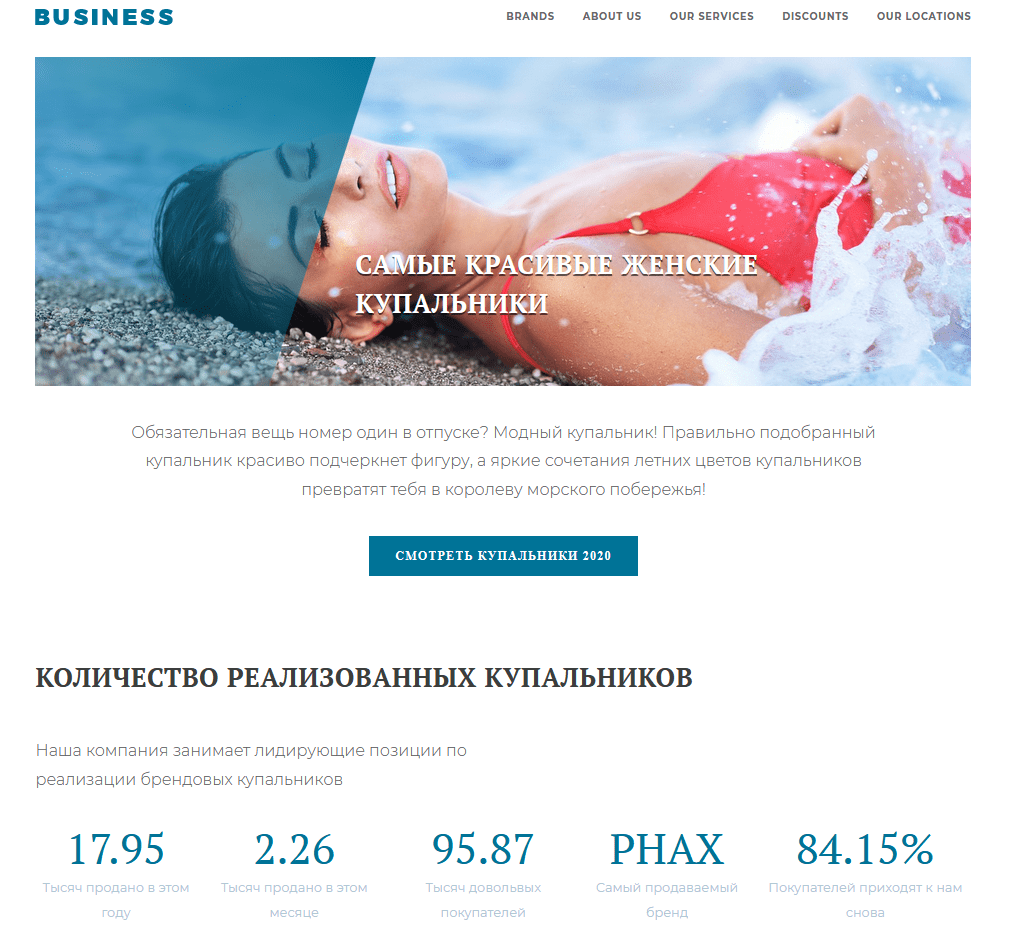 BUSINESS
BRANDS ABOUT US OUR SERVICES DISCOUNTS OUR LOCATIONS
САМЫЕ КРАСИВЫЕ ЖЕНСКИЕ
КУПАЛЬНИКИ
Обязательная вещь номер один в отпуске? Модный купальник! Правильно подобранный
купальник красиво подчеркнет фигуру, а яркие сочетания летних цветов купальников
превратят тебя в королеву морского побережья!
СМОТРЕТЬ КУПАЛЬНИКИ 2020
КОЛИЧЕСТВО РЕАЛИЗОВАННЫХ КУПАЛЬНИКОВ
Наша компания занимает лидирующие позиции по
реализации брендовых купальников
17.95
Тысяч продано в этом
году
2.26
Тысяч продано в этом
месяце
95.87
Тысяч довольвых
покупателей
PHAX
Самый продаваемый
бренд
84.15%
Покупателей приходят к нам
снова